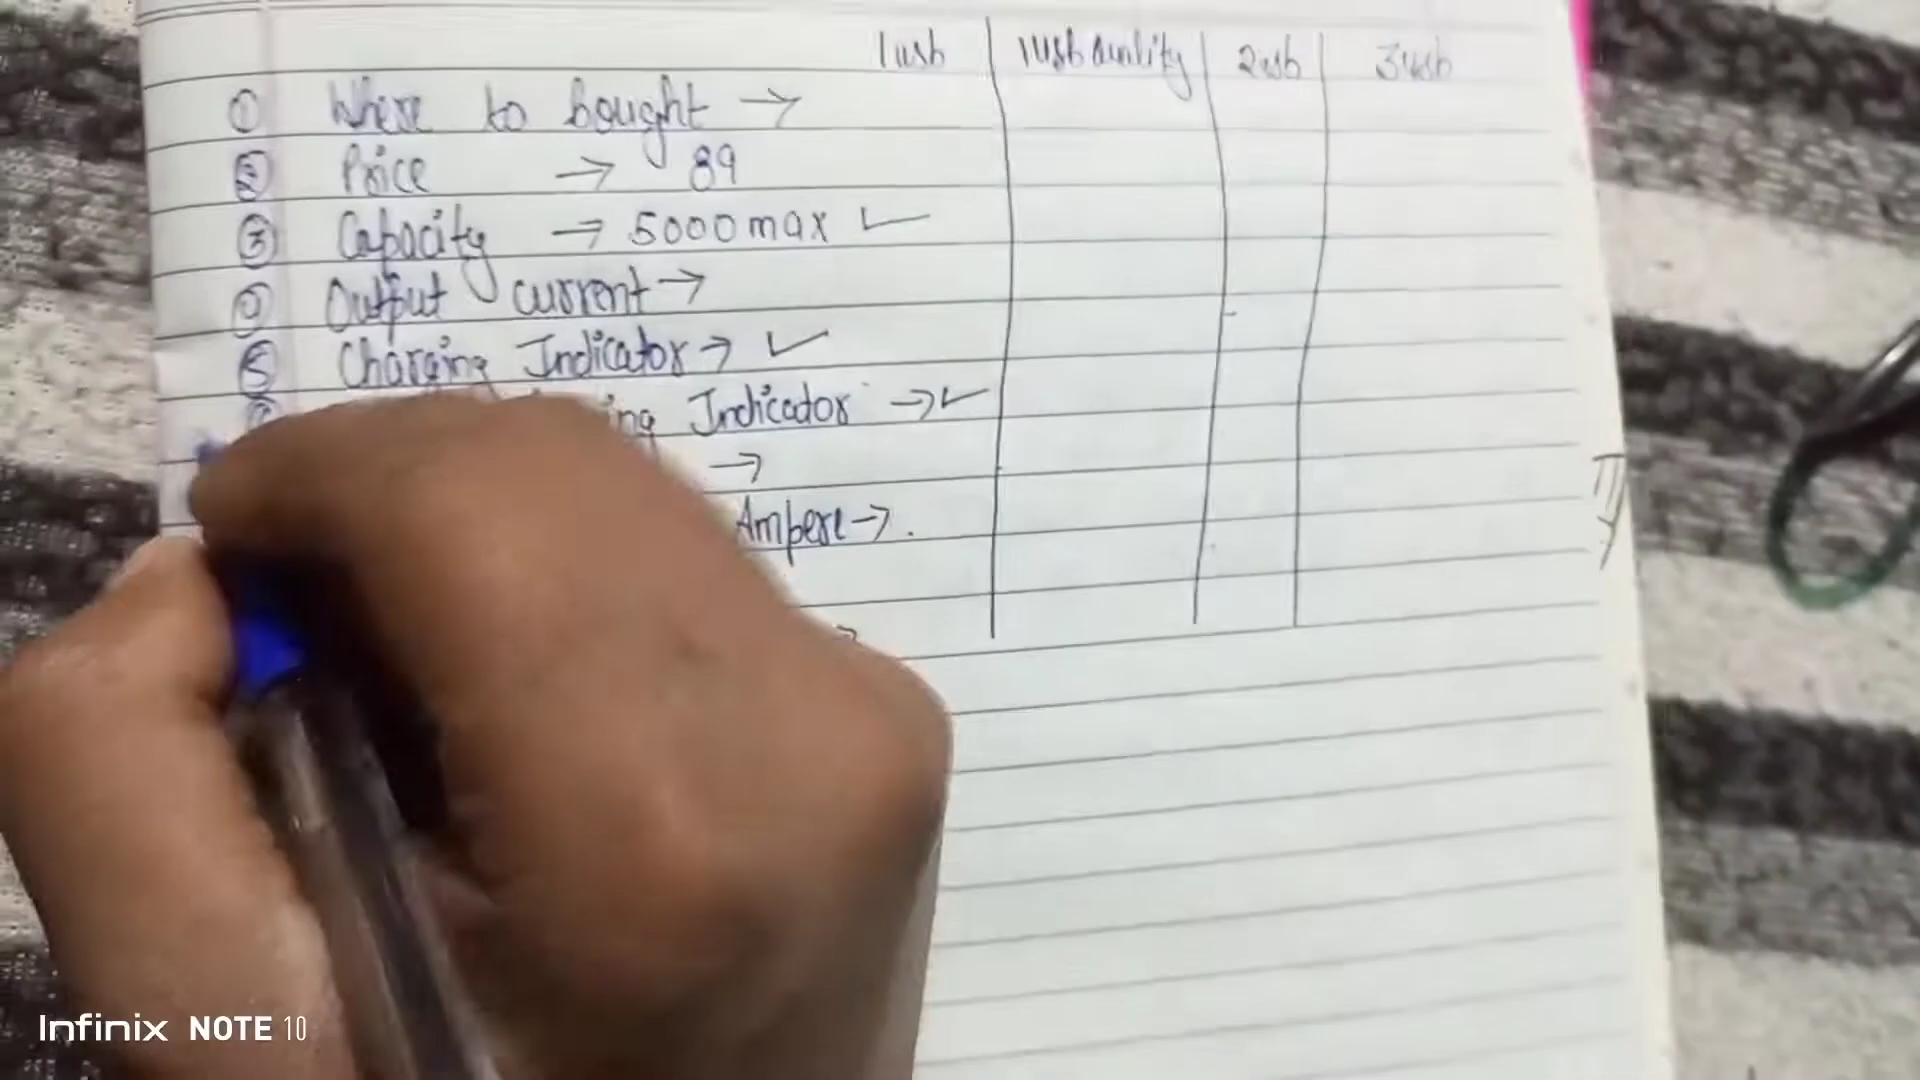 1usb 1usb quality 2usb 3usb
① Where to bought →
② Price → 89
③ Capacity → 5000max ✓
Output current →
⑤ Charging Indicator → ✓
ing Indicator → ✓
→
Ampere → .
Infinix NOTE 10